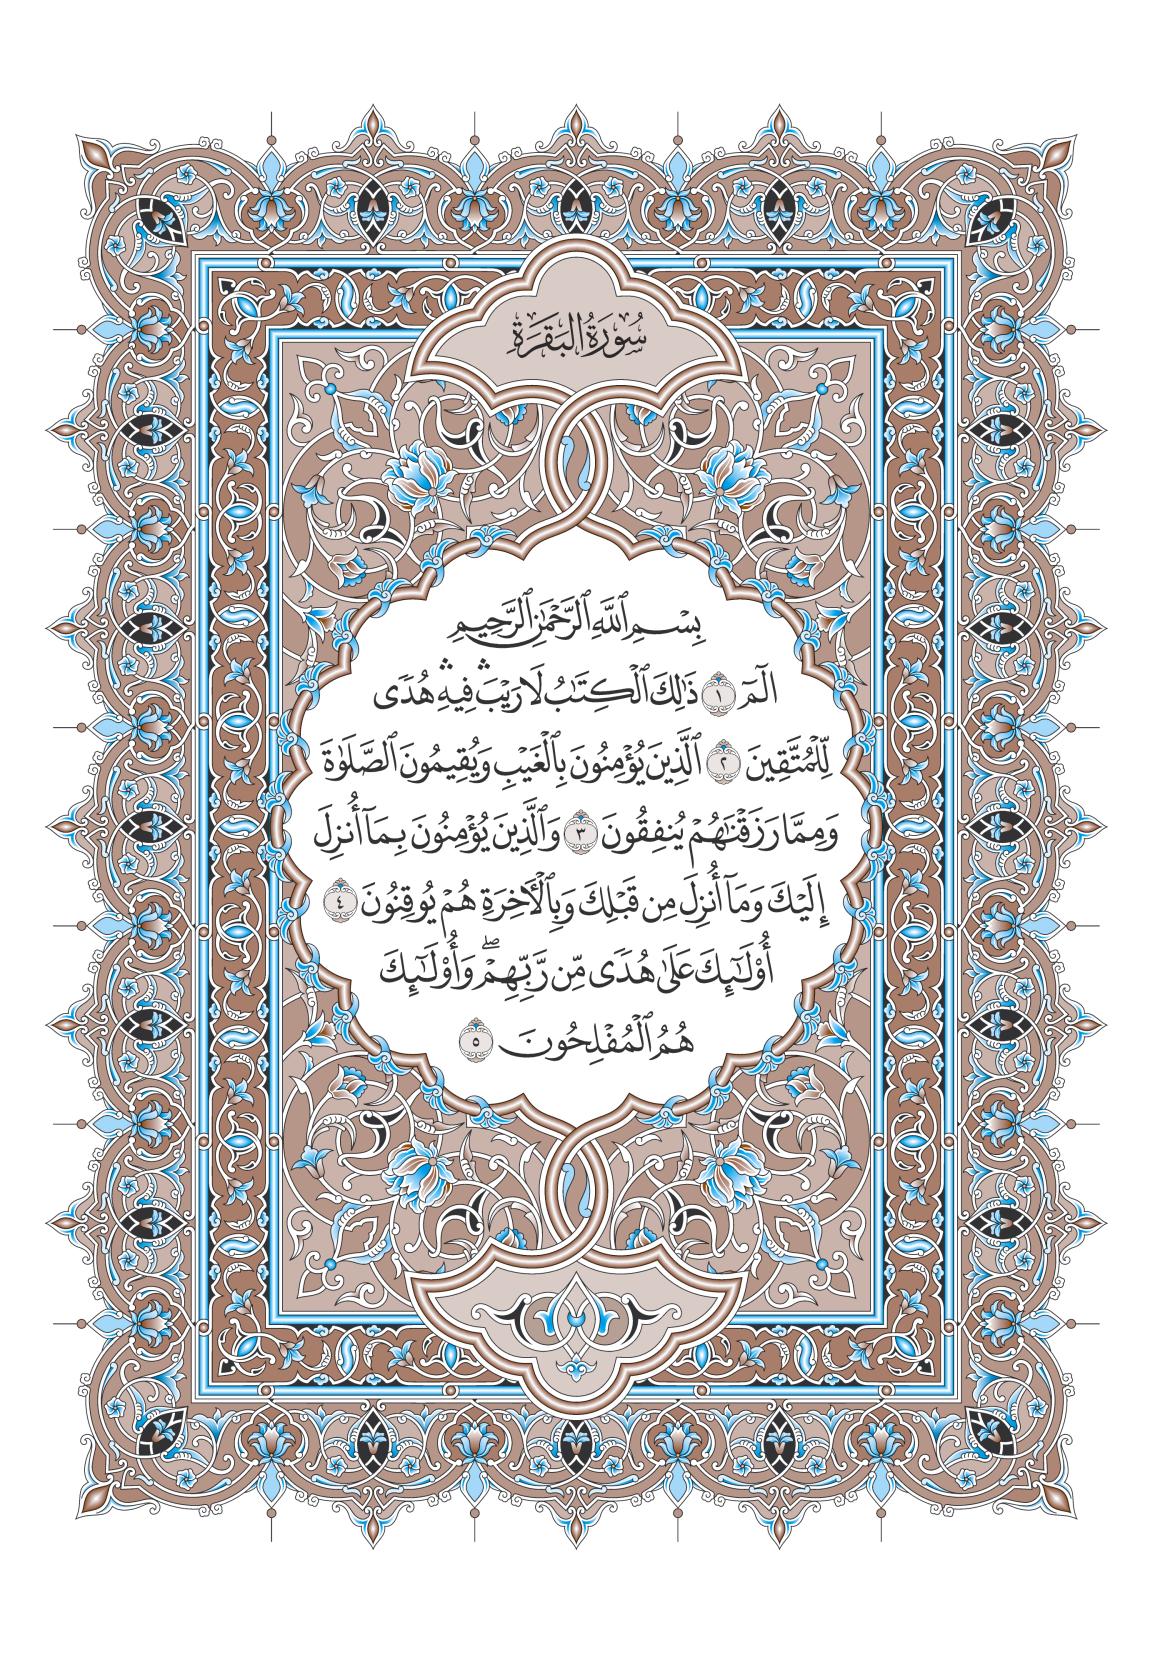 سُورَةُ البَقَرَةِ
بِسۡمِ ٱللَّهِ ٱلرَّحۡمَٰنِ ٱلرَّحِيمِ
الٓمٓ ١ ذَٰلِكَ ٱلۡكِتَٰبُ لَا رَيۡبَۛ فِيهِۛ هُدٗى
لِّلۡمُتَّقِينَ ٢ ٱلَّذِينَ يُؤۡمِنُونَ بِٱلۡغَيۡبِ وَيُقِيمُونَ ٱلصَّلَوٰةَ
وَمِمَّا رَزَقۡنَٰهُمۡ يُنفِقُونَ ٣ وَٱلَّذِينَ يُؤۡمِنُونَ بِمَآ أُنزِلَ
إِلَيۡكَ وَمَآ أُنزِلَ مِن قَبۡلِكَ وَبِٱلۡأٓخِرَةِ هُمۡ يُوقِنُونَ ٤
أُوْلَٰٓئِكَ عَلَىٰ هُدٗى مِّن رَّبِّهِمۡۖ وَأُوْلَٰٓئِكَ
هُمُ ٱلۡمُفۡلِحُونَ ٥